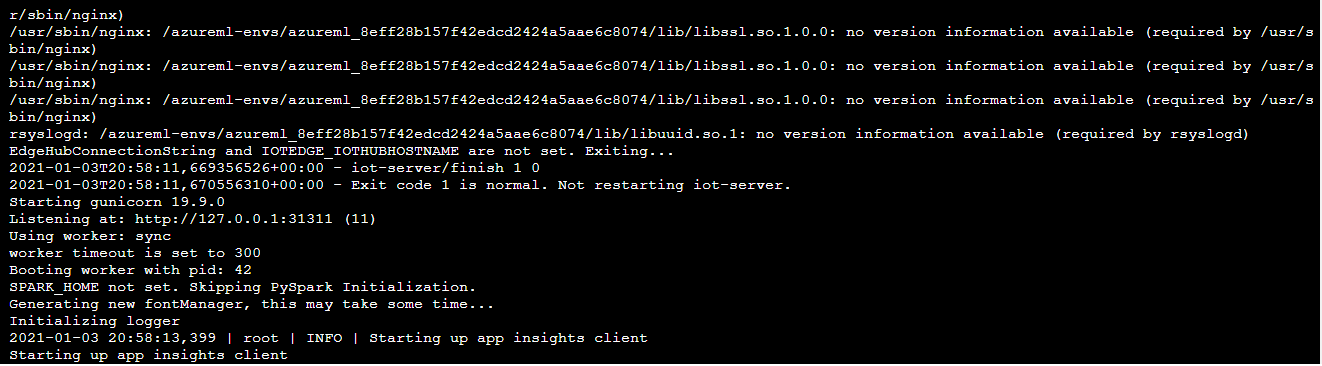 r/sbin/nginx)
/usr/sbin/nginx: /azureml-envs/azureml_8eff28b157f42edcd2424a5aae6c8074/lib/libssl.so.1.0.0: no version information available (required by /usr/s
bin/nginx)
/usr/sbin/nginx: /azureml-envs/azureml_8eff28b157f42edcd2424a5aae6c8074/lib/libssl.so.1.0.0: no version information available (required by /usr/s
bin/nginx)
/usr/sbin/nginx: /azureml-envs/azureml_8eff28b157f42edcd2424a5aae6c8074/lib/libssl.so.1.0.0: no version information available (required by /usr/s
bin/nginx)
rsyslogd: /azureml-envs/azureml_8eff28b157f42edcd2424a5aae6c8074/lib/libuuid.so.1: no version information available (required by rsyslogd)
EdgeHubConnectionString and IOTEDGE_IOTHUBHOSTNAME are not set. Exiting...
2021-01-03T20:58:11,669356526+00:00 - iot-server/finish 1 0
2021-01-03T20:58:11,670556310+00:00 - Exit code 1 is normal. Not restarting iot-server.
Starting gunicorn 19.9.0
Listening at: http://127.0.0.1:31311 (11)
Using worker: sync
worker timeout is set to 300
Booting worker with pid: 42
SPARK_HOME not set. Skipping PySpark Initialization.
Generating new fontManager, this may take some time...
Initializing logger
2021-01-03 20:58:13,399 | root | INFO | Starting up app insights client
Starting up app insights client